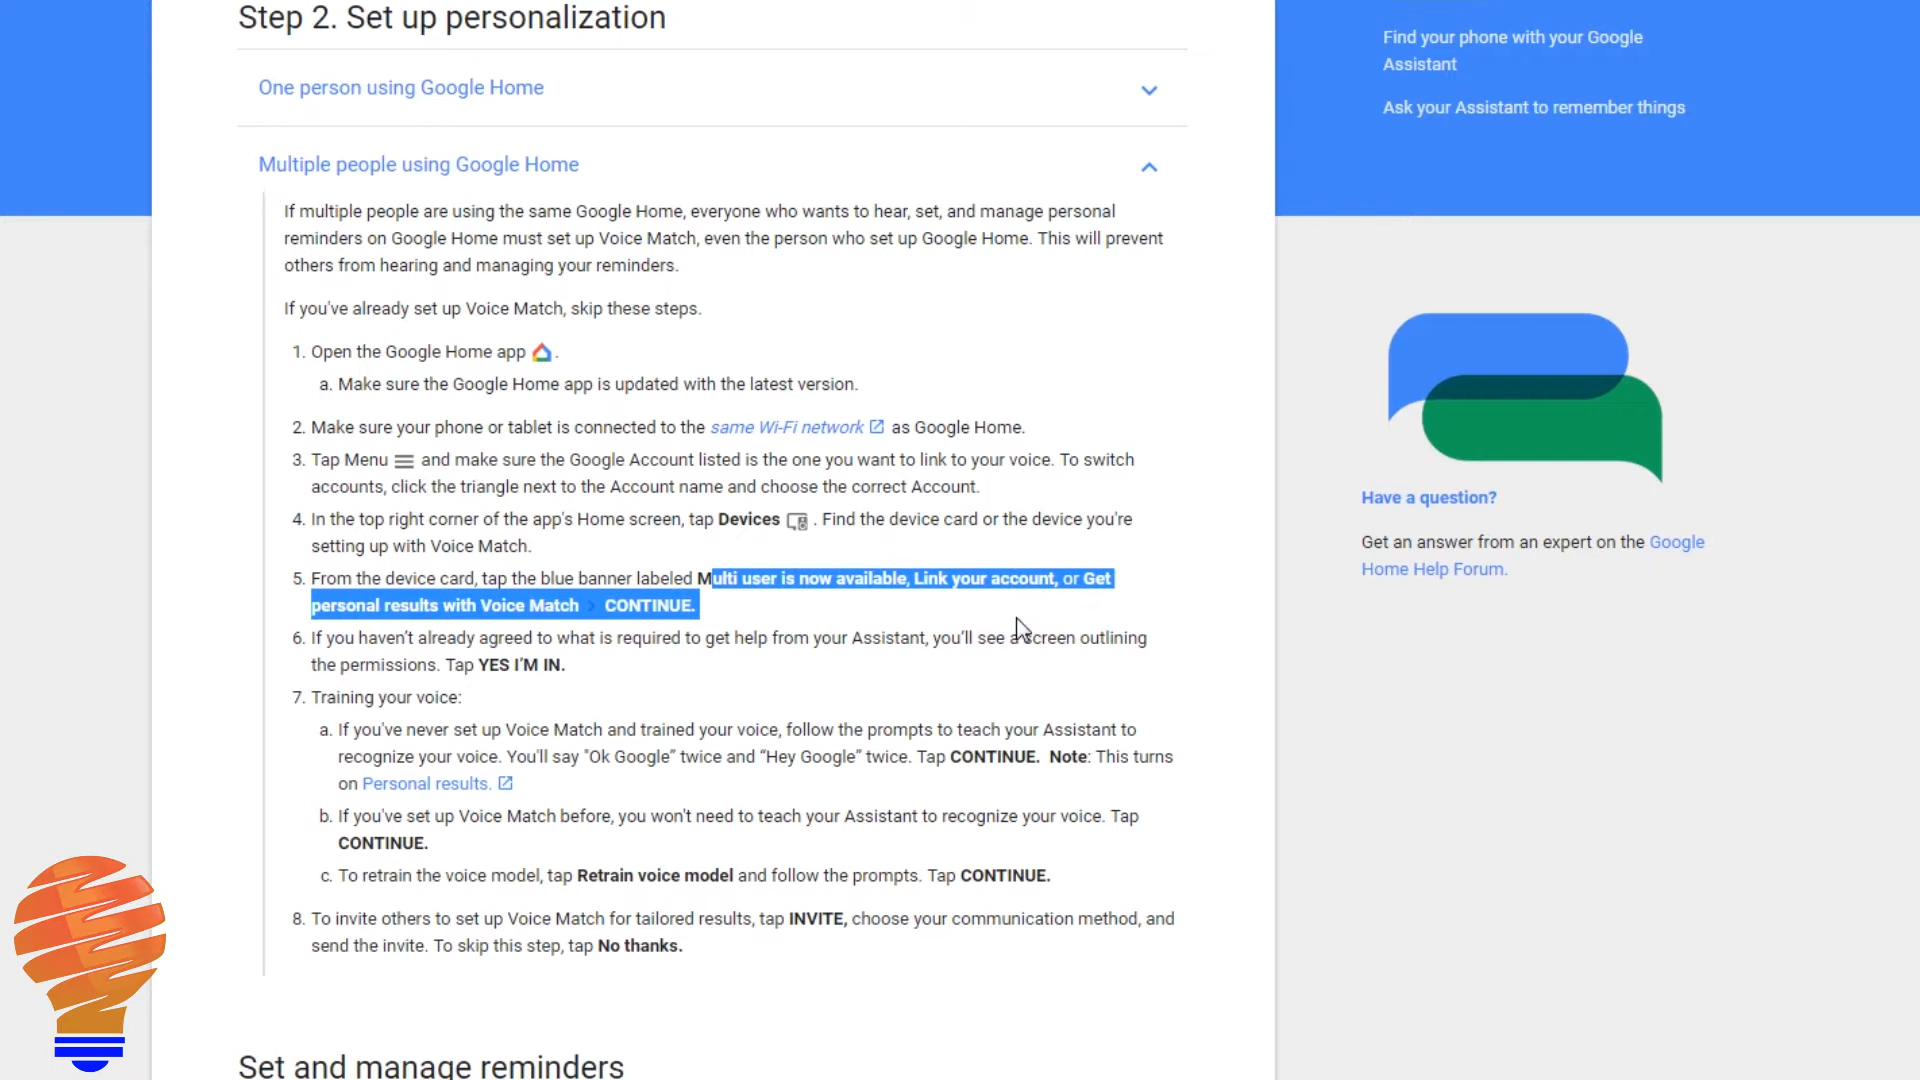 Step 2. Set up personalization
One person using Google Home
Multiple people using Google Home
If multiple people are using the same Google Home, everyone who wants to hear, set, and manage personal
reminders on Google Home must set up Voice Match, even the person who set up Google Home. This will prevent
others from hearing and managing your reminders.
If you've already set up Voice Match, skip these steps.
1. Open the Google Home app .
a. Make sure the Google Home app is updated with the latest version.
2. Make sure your phone or tablet is connected to the same Wi-Fi network as Google Home.
3. Tap Menu and make sure the Google Account listed is the one you want to link to your voice. To switch
accounts, click the triangle next to the Account name and choose the correct Account.
4. In the top right corner of the app's Home screen, tap Devices . Find the device card or the device you're
setting up with Voice Match.
5. From the device card, tap the blue banner labeled Multi user is now available, Link your account, or Get
personal results with Voice Match > CONTINUE.
6. If you haven’t already agreed to what is required to get help from your Assistant, you’ll see a screen outlining
the permissions. Tap YES I’M IN.
7. Training your voice:
a. If you've never set up Voice Match and trained your voice, follow the prompts to teach your Assistant to
recognize your voice. You'll say "Ok Google” twice and “Hey Google” twice. Tap CONTINUE. Note: This turns
on Personal results.
b. If you've set up Voice Match before, you won't need to teach your Assistant to recognize your voice. Tap
CONTINUE.
c. To retrain the voice model, tap Retrain voice model and follow the prompts. Tap CONTINUE.
8. To invite others to set up Voice Match for tailored results, tap INVITE, choose your communication method, and
send the invite. To skip this step, tap No thanks.
Set and manage reminders
Find your phone with your Google
Assistant
Ask your Assistant to remember things
Have a question?
Get an answer from an expert on the Google
Home Help Forum.